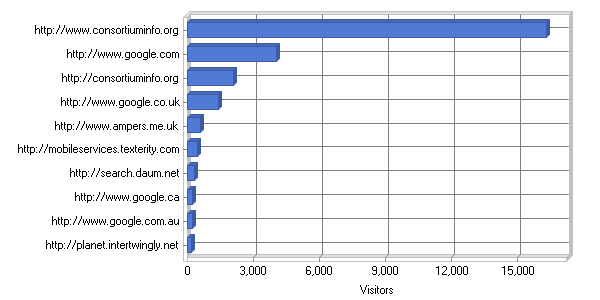 http://www.consortiuminfo.org
http://www.google.com
http://consortiuminfo.org
http://www.google.co.uk
http://www.ampers.me.uk
http://mobileservices.texterity.com
http://search.daum.net
http://www.google.ca
http://www.google.com.au
http://planet.intertwingly.net
0 3,000 6,000 9,000 12,000 15,000
Visitors